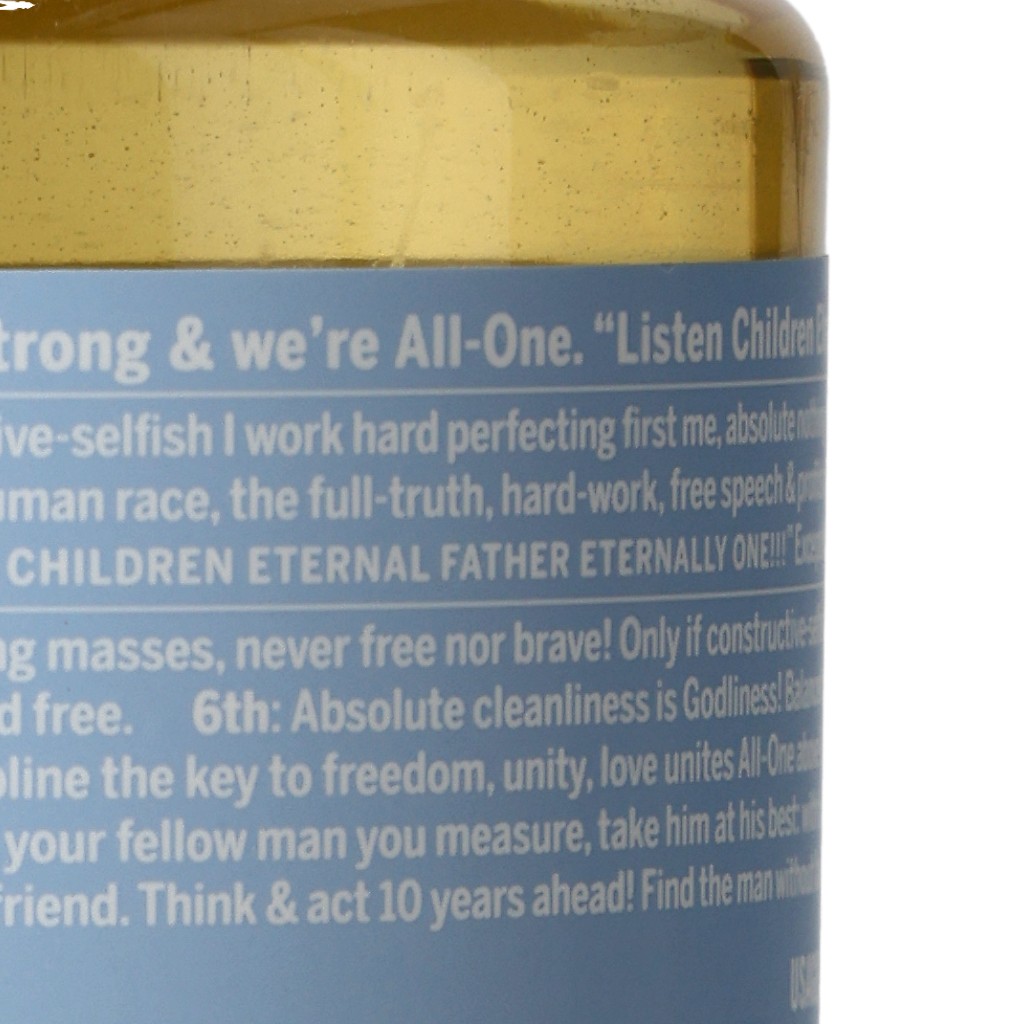 trong & we're All-One. "Listen Children
ive-selfish I work hard perfecting first me, absolute
uman race, the full-truth, hard-work, free speech &
CHILDREN ETERNAL FATHER ETERNALLY ONE!!!"
ng masses, never free nor brave! Only if
d free. 6th: Absolute cleanliness is Godliness!
pline the key to freedom, unity, love unites All-One
your fellow man you measure, take him at his best:
friend. Think & act 10 years ahead! Find the man